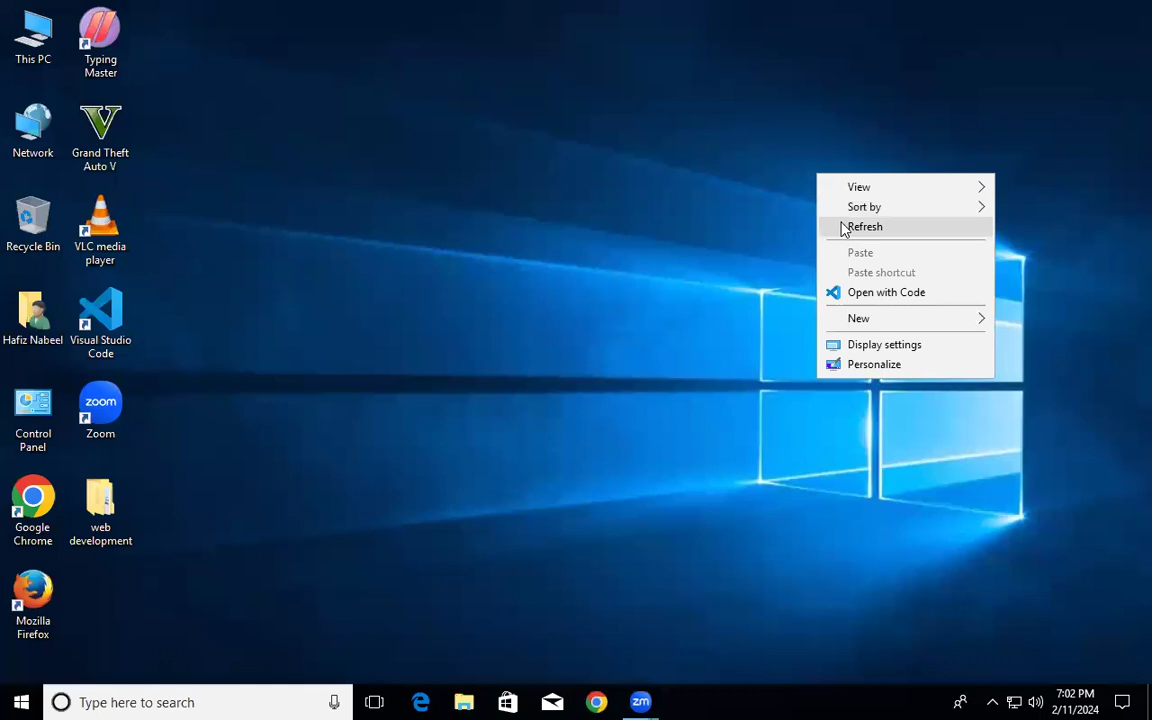 This PC
Typing
Master
Network
Grand Theft
Auto V
Recycle Bin
VLC media
player
Hafiz Nabeel
Visual Studio
Code
Control
Panel
zoom
Zoom
Google
Chrome
web
development
Mozilla
Firefox
View
Sort by
Refresh
Paste
Paste shortcut
Open with Code
New
Display settings
Personalize
Type here to search
zm
7:02 PM
2/11/2024